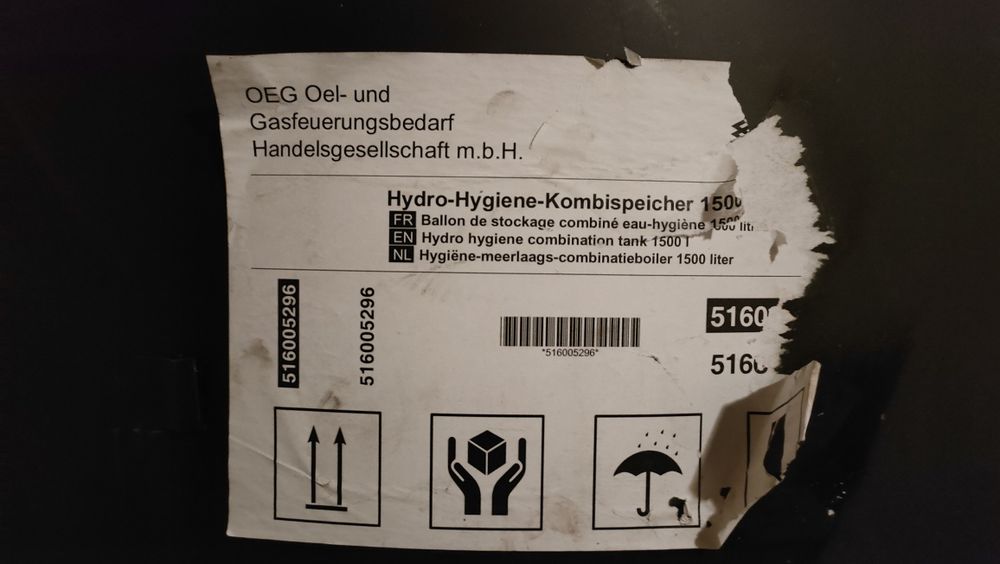 OEG Oel- und
Gasfeuerungsbedarf
Handelsgesellschaft m.b.H.
Hydro-Hygiene-Kombispeicher
FR Ballon de stockage combiné eau-hygiène
EN Hydro hygiene combination tank 1500 l
NL Hygiëne-meerlaags-combinatieboiler 1500 liter
516005296
516005296
*516005296*